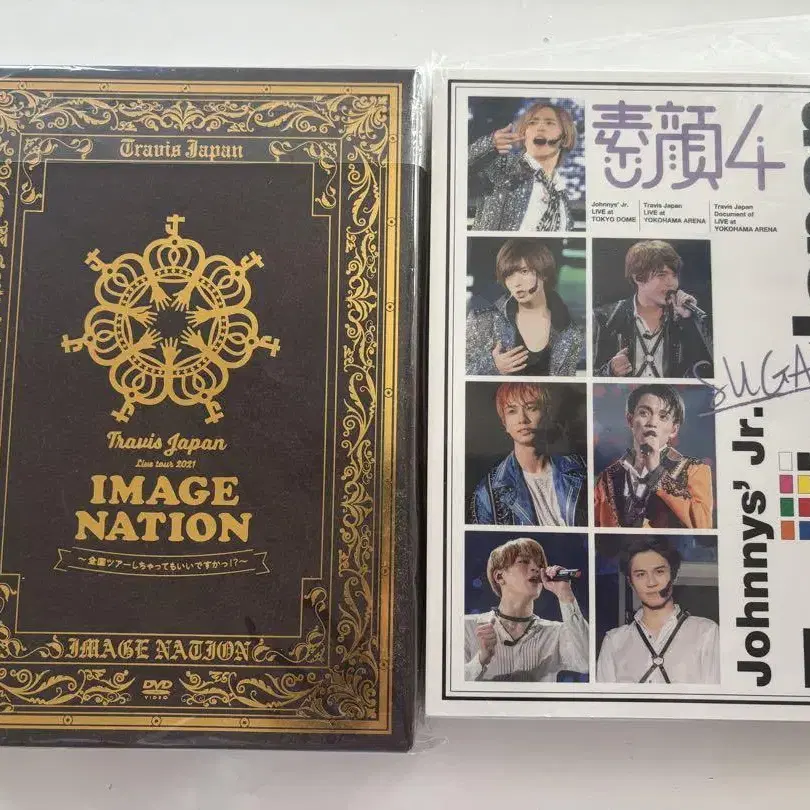 Travis Japan
Travis Japan
Live tour 2021
IMAGE
NATION
～全国ツアーしちゃってもいいですかっ!?～
IMAGE NATION
DVD
VIDEO
素顔4
Johnnys' Jr.
LIVE at
TOKYO DOME
Travis Japan
LIVE at
YOKOHAMA ARENA
Travis Japan
Document of
LIVE at
YOKOHAMA ARENA
SUGA
Johnnys' Jr.